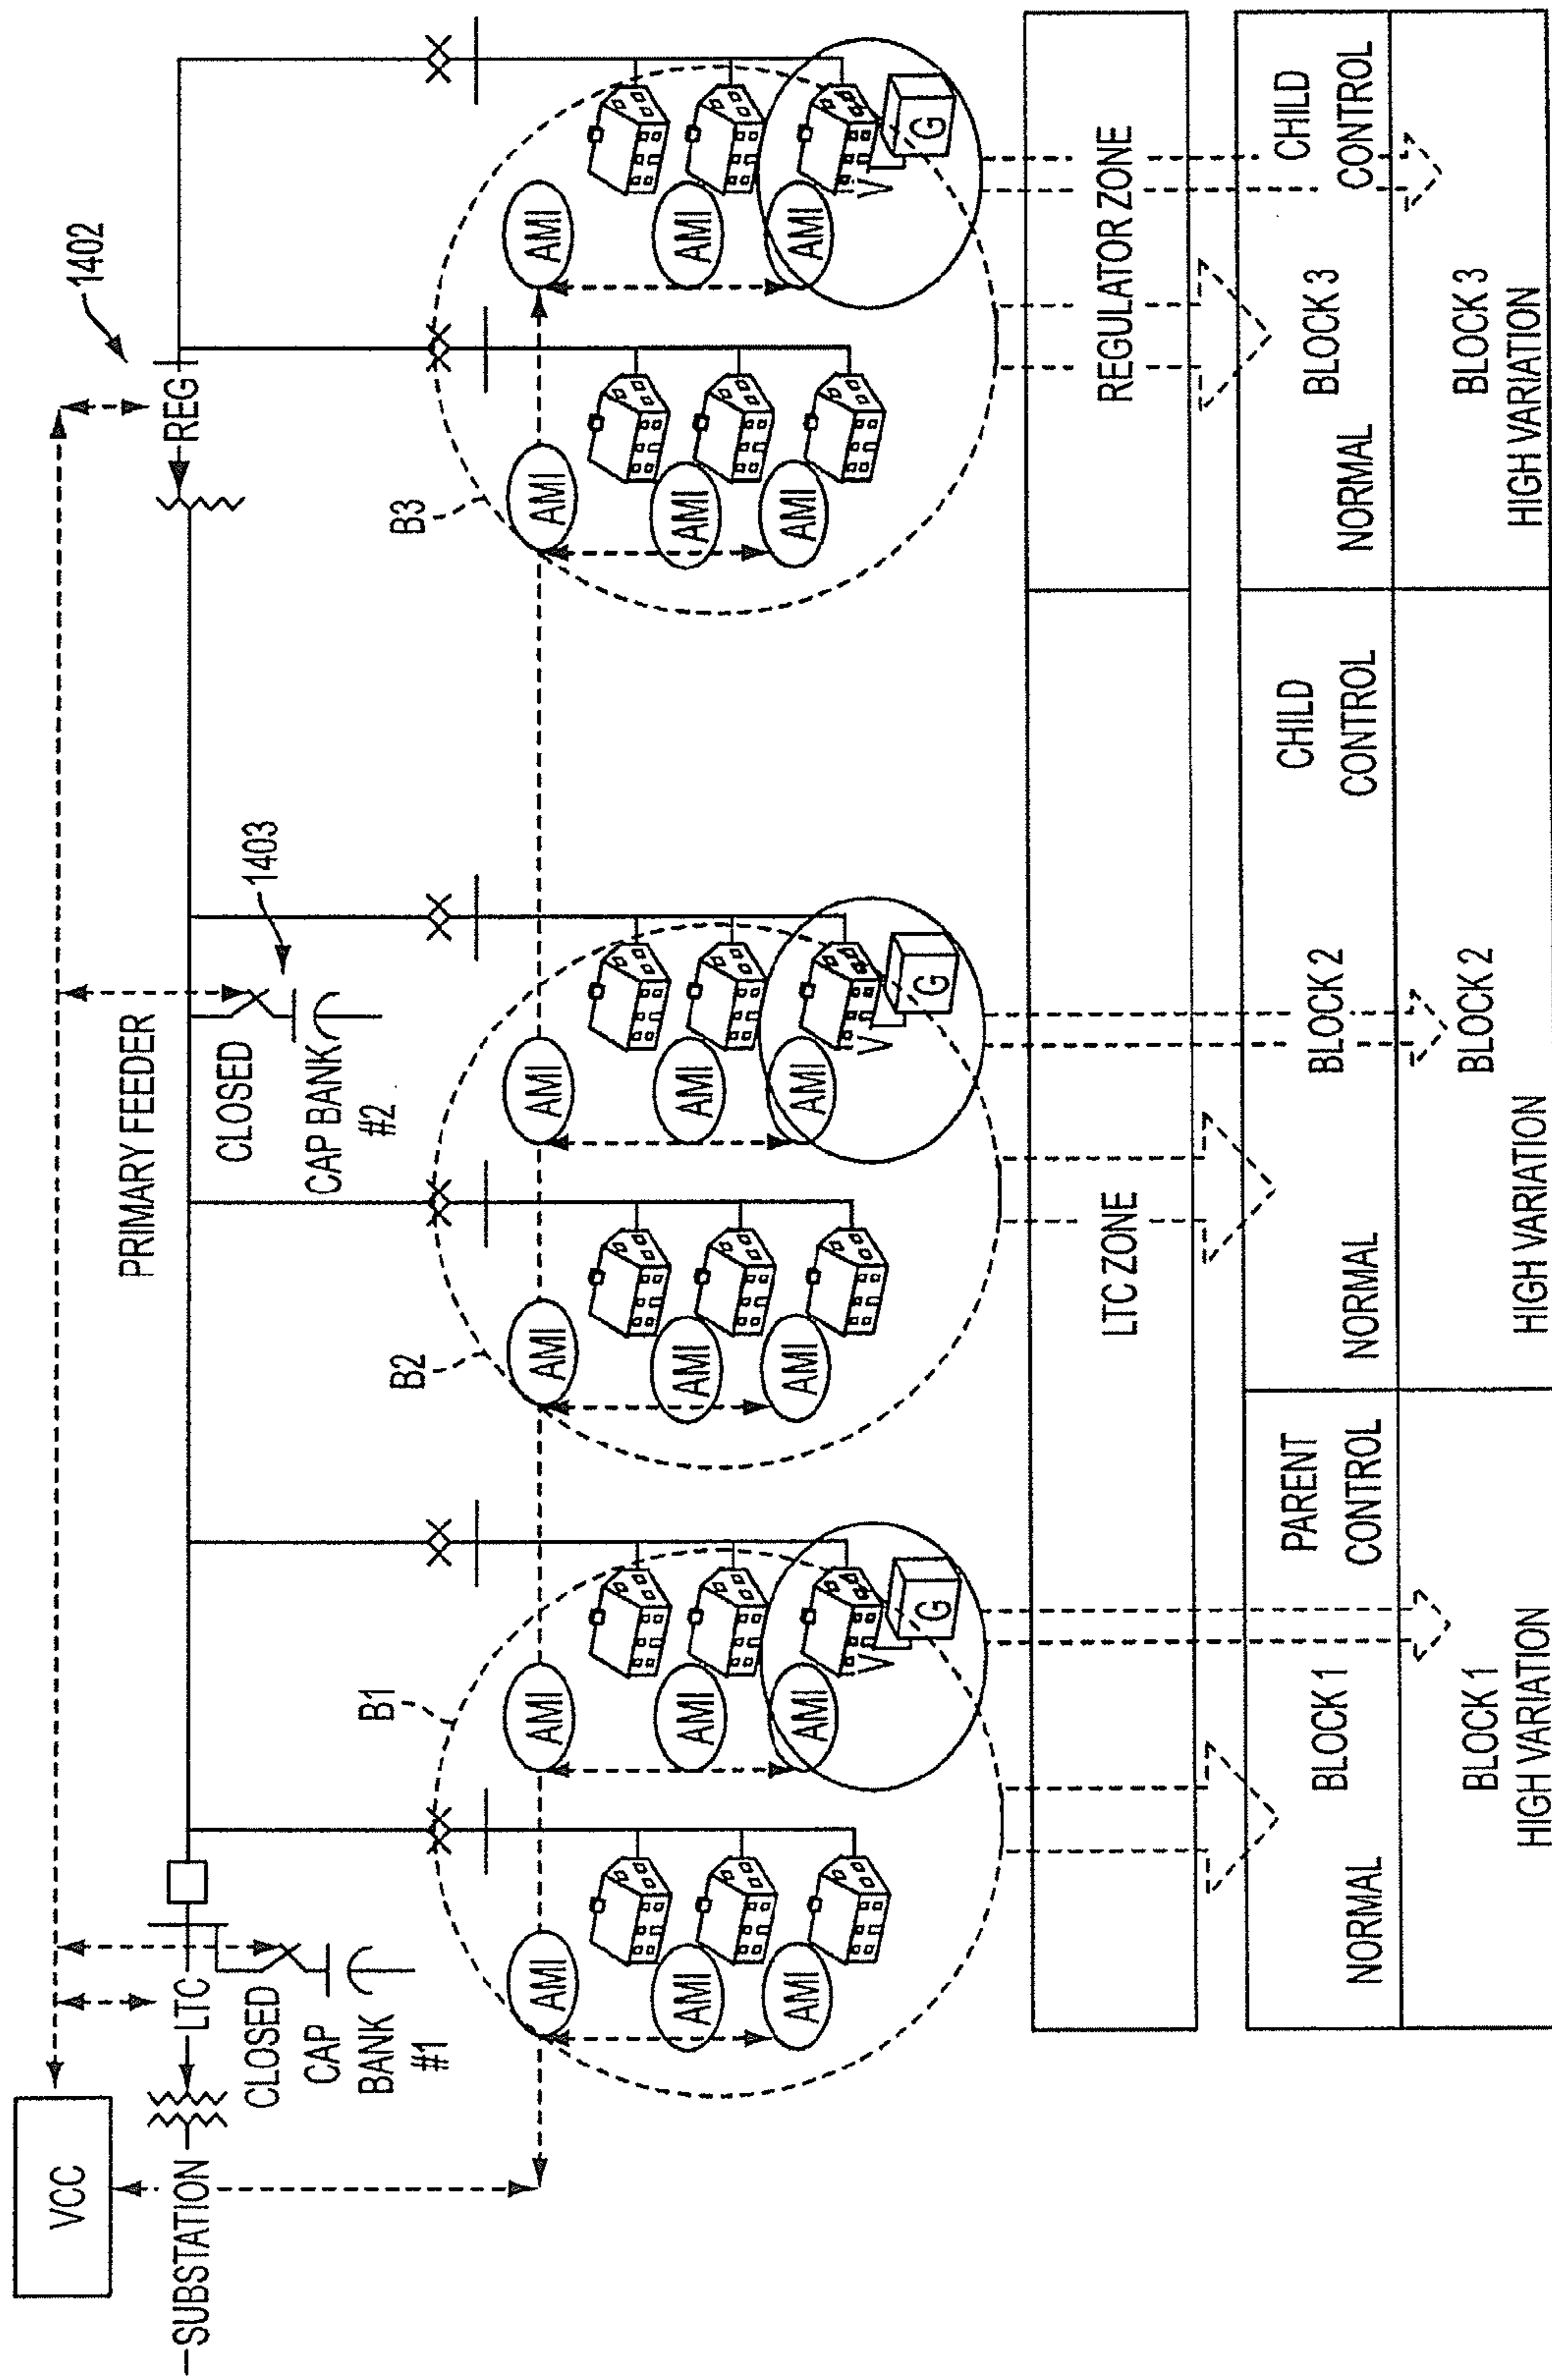 VCC
SUBSTATION
LTC
CLOSED
CAP
BANK
#1
PRIMARY FEEDER
CLOSED
CAP BANK
#2
1403
REG
1402
B1
AMI
AMI
AMI
AMI
AMI
AMI
V
G
B2
AMI
AMI
AMI
AMI
AMI
AMI
V
G
B3
AMI
AMI
AMI
AMI
AMI
AMI
V
G
LTC ZONE
REGULATOR ZONE
PARENT
NORMAL BLOCK 1 CONTROL
CHILD
NORMAL BLOCK 2 CONTROL
CHILD
NORMAL BLOCK 3 CONTROL
BLOCK 1
HIGH VARIATION
BLOCK 2
HIGH VARIATION
BLOCK 3
HIGH VARIATION